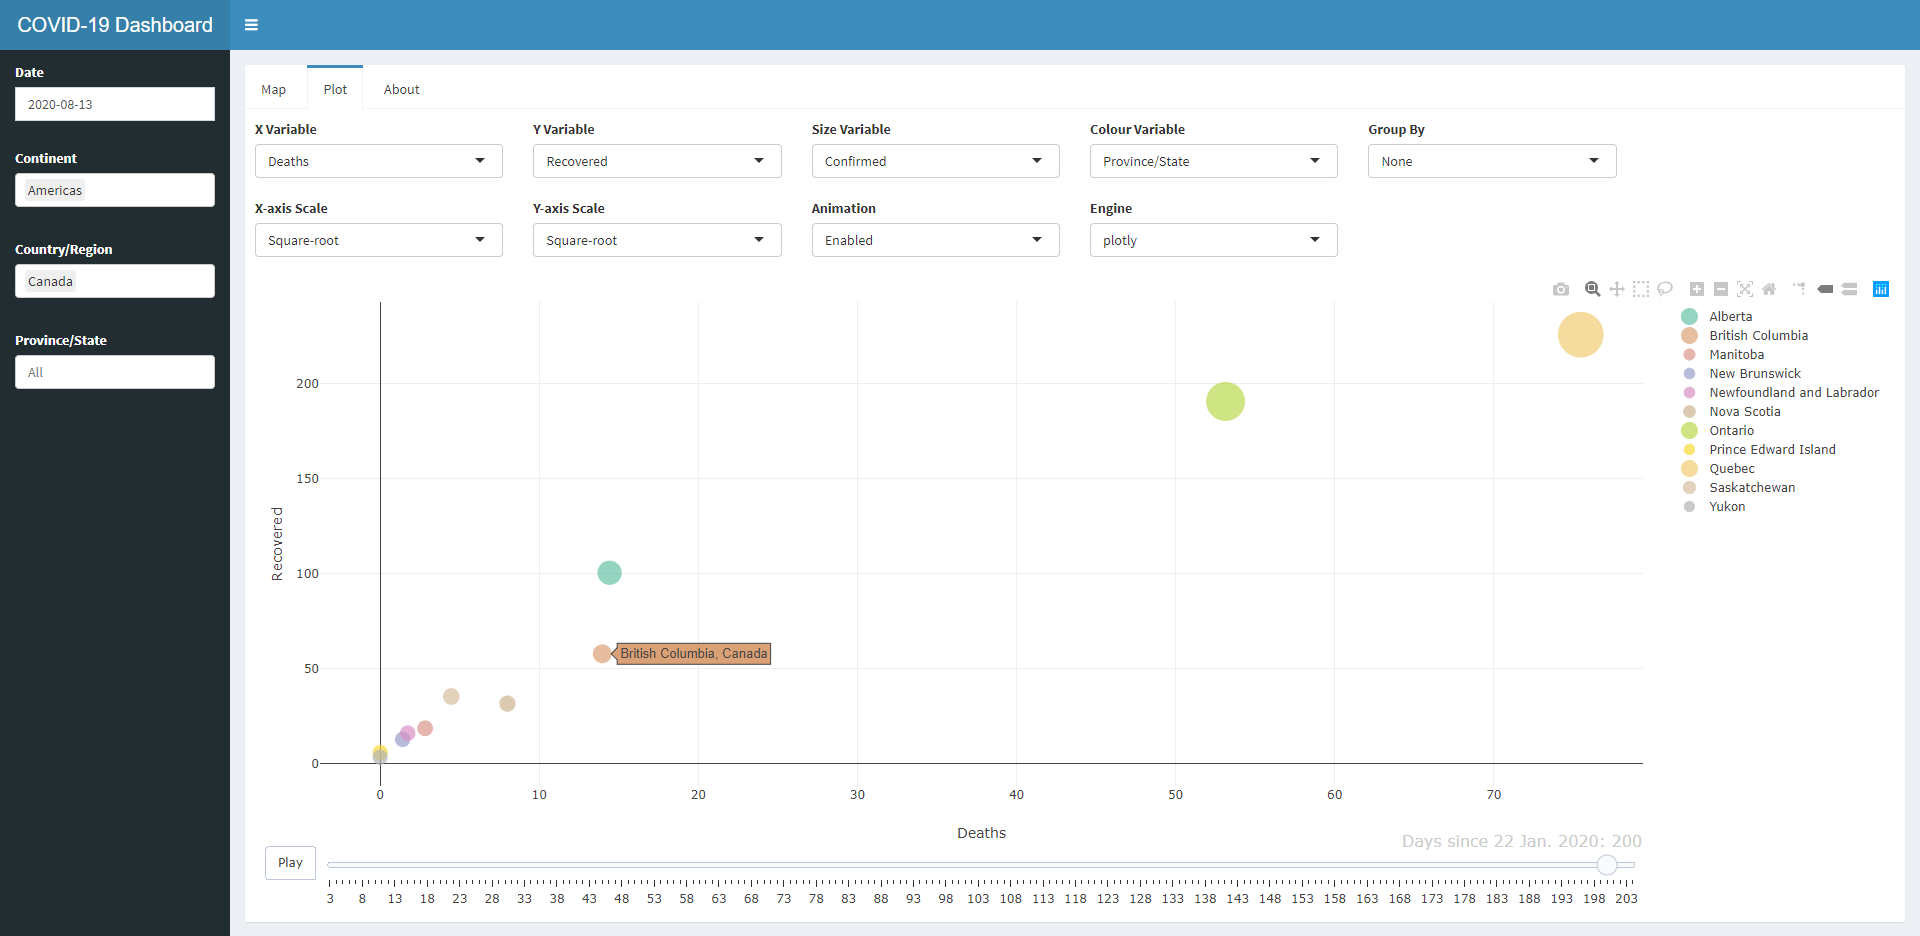 COVID-19 Dashboard
Date
2020-08-13
Continent
Americas
Country/Region
Canada
Province/State
All
Map Plot About
X Variable Y Variable Size Variable Colour Variable Group By
Deaths Recovered Confirmed Province/State None
X-axis Scale Y-axis Scale Animation Engine
Square-root Square-root Enabled plotly
Alberta
British Columbia
Manitoba
New Brunswick
Newfoundland and Labrador
Nova Scotia
Ontario
Prince Edward Island
Quebec
Saskatchewan
Yukon
Recovered
200
150
100
50
0
British Columbia, Canada
0 10 20 30 40 50 60 70
Deaths
Days since 22 Jan. 2020: 200
Play
3 8 13 18 23 28 33 38 43 48 53 58 63 68 73 78 83 88 93 98 103 108 113 118 123 128 133 138 143 148 153 158 163 168 173 178 183 188 193 198 203